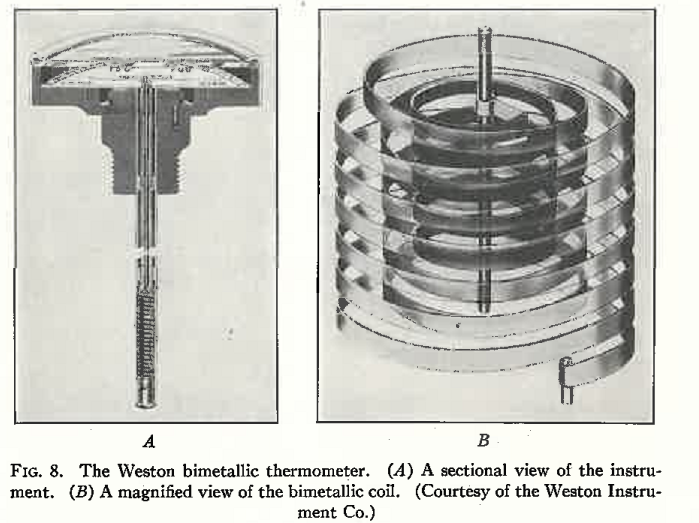 A
B
FIG. 8. The Weston bimetallic thermometer. (A) A sectional view of the instru-
ment. (B) A magnified view of the bimetallic coil. (Courtesy of the Weston Instru-
ment Co.)